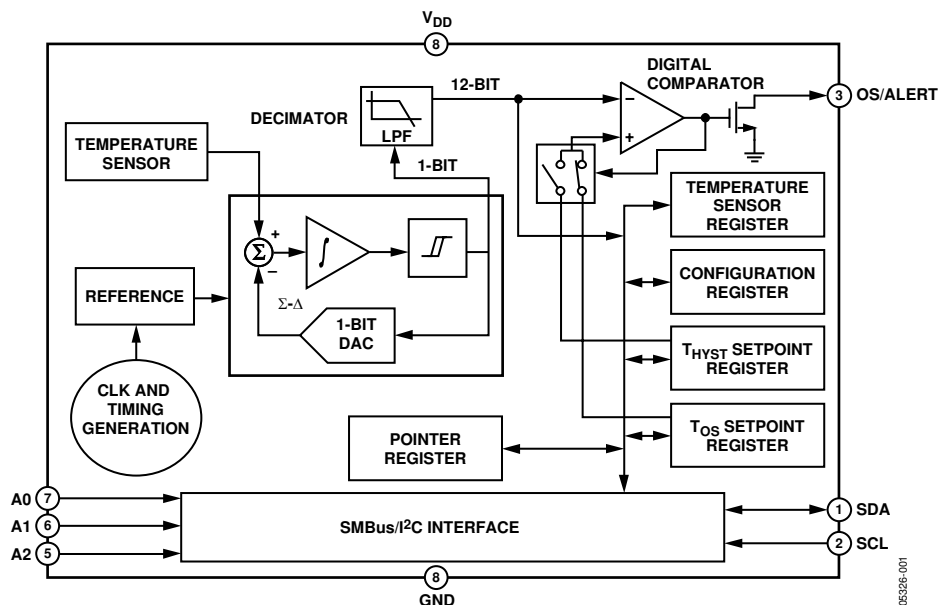 VDD
8
DIGITAL
COMPARATOR
12-BIT
−
+
3 OS/ALERT
DECIMATOR
LPF
1-BIT
TEMPERATURE
SENSOR
TEMPERATURE
SENSOR
REGISTER
Σ
+
−
∫
Σ-Δ
1-BIT
DAC
REFERENCE
CONFIGURATION
REGISTER
CLK AND
TIMING
GENERATION
THYST SETPOINT
REGISTER
TOS SETPOINT
REGISTER
POINTER
REGISTER
A0 7
A1 6
A2 5
SMBus/I²C INTERFACE
1 SDA
2 SCL
8
GND
05326-001